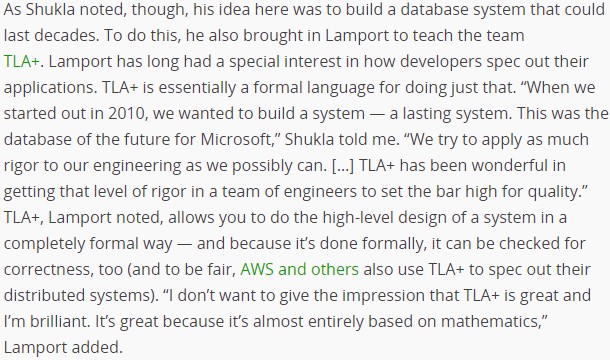 As Shukla noted, though, his idea here was to build a database system that could
last decades. To do this, he also brought in Lamport to teach the team
TLA+. Lamport has long had a special interest in how developers spec out their
applications. TLA+ is essentially a formal language for doing just that. “When we
started out in 2010, we wanted to build a system — a lasting system. This was the
database of the future for Microsoft,” Shukla told me. “We try to apply as much
rigor to our engineering as we possibly can. [...] TLA+ has been wonderful in
getting that level of rigor in a team of engineers to set the bar high for quality.”
TLA+, Lamport noted, allows you to do the high-level design of a system in a
completely formal way — and because it’s done formally, it can be checked for
correctness, too (and to be fair, AWS and others also use TLA+ to spec out their
distributed systems). “I don’t want to give the impression that TLA+ is great and
I’m brilliant. It’s great because it’s almost entirely based on mathematics,”
Lamport added.